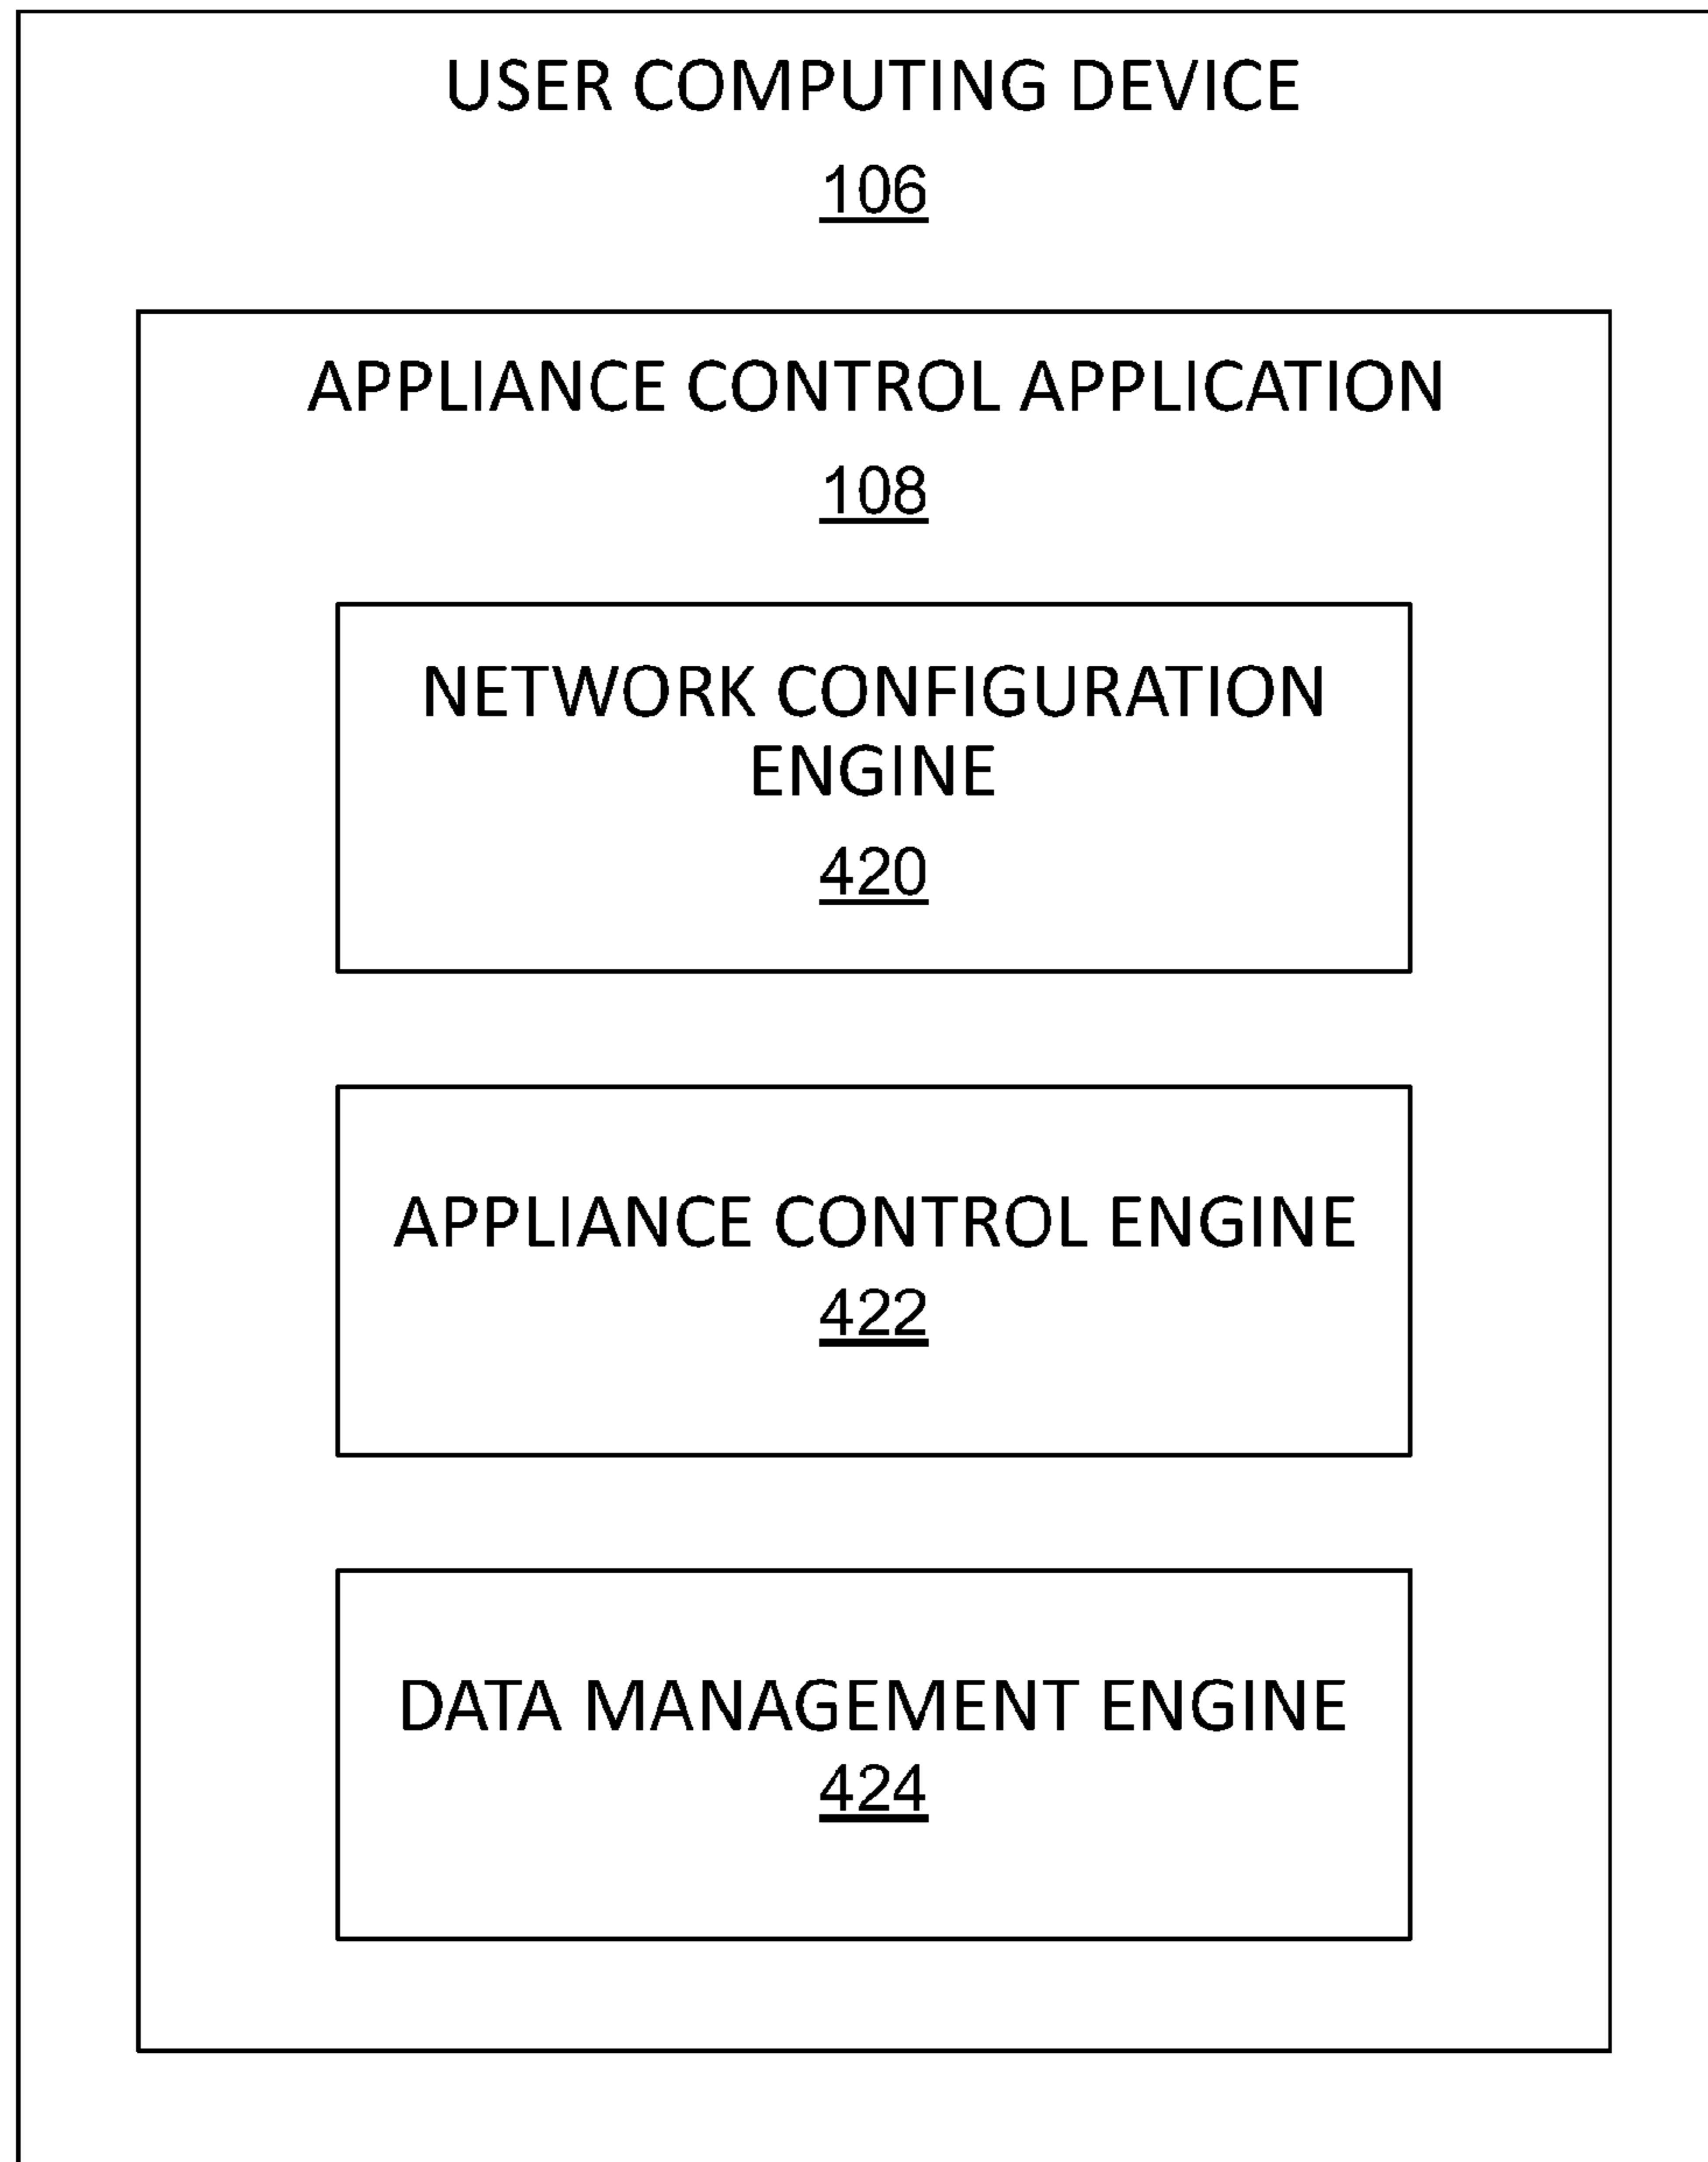 USER COMPUTING DEVICE
106
APPLIANCE CONTROL APPLICATION
108
NETWORK CONFIGURATION
ENGINE
420
APPLIANCE CONTROL ENGINE
422
DATA MANAGEMENT ENGINE
424